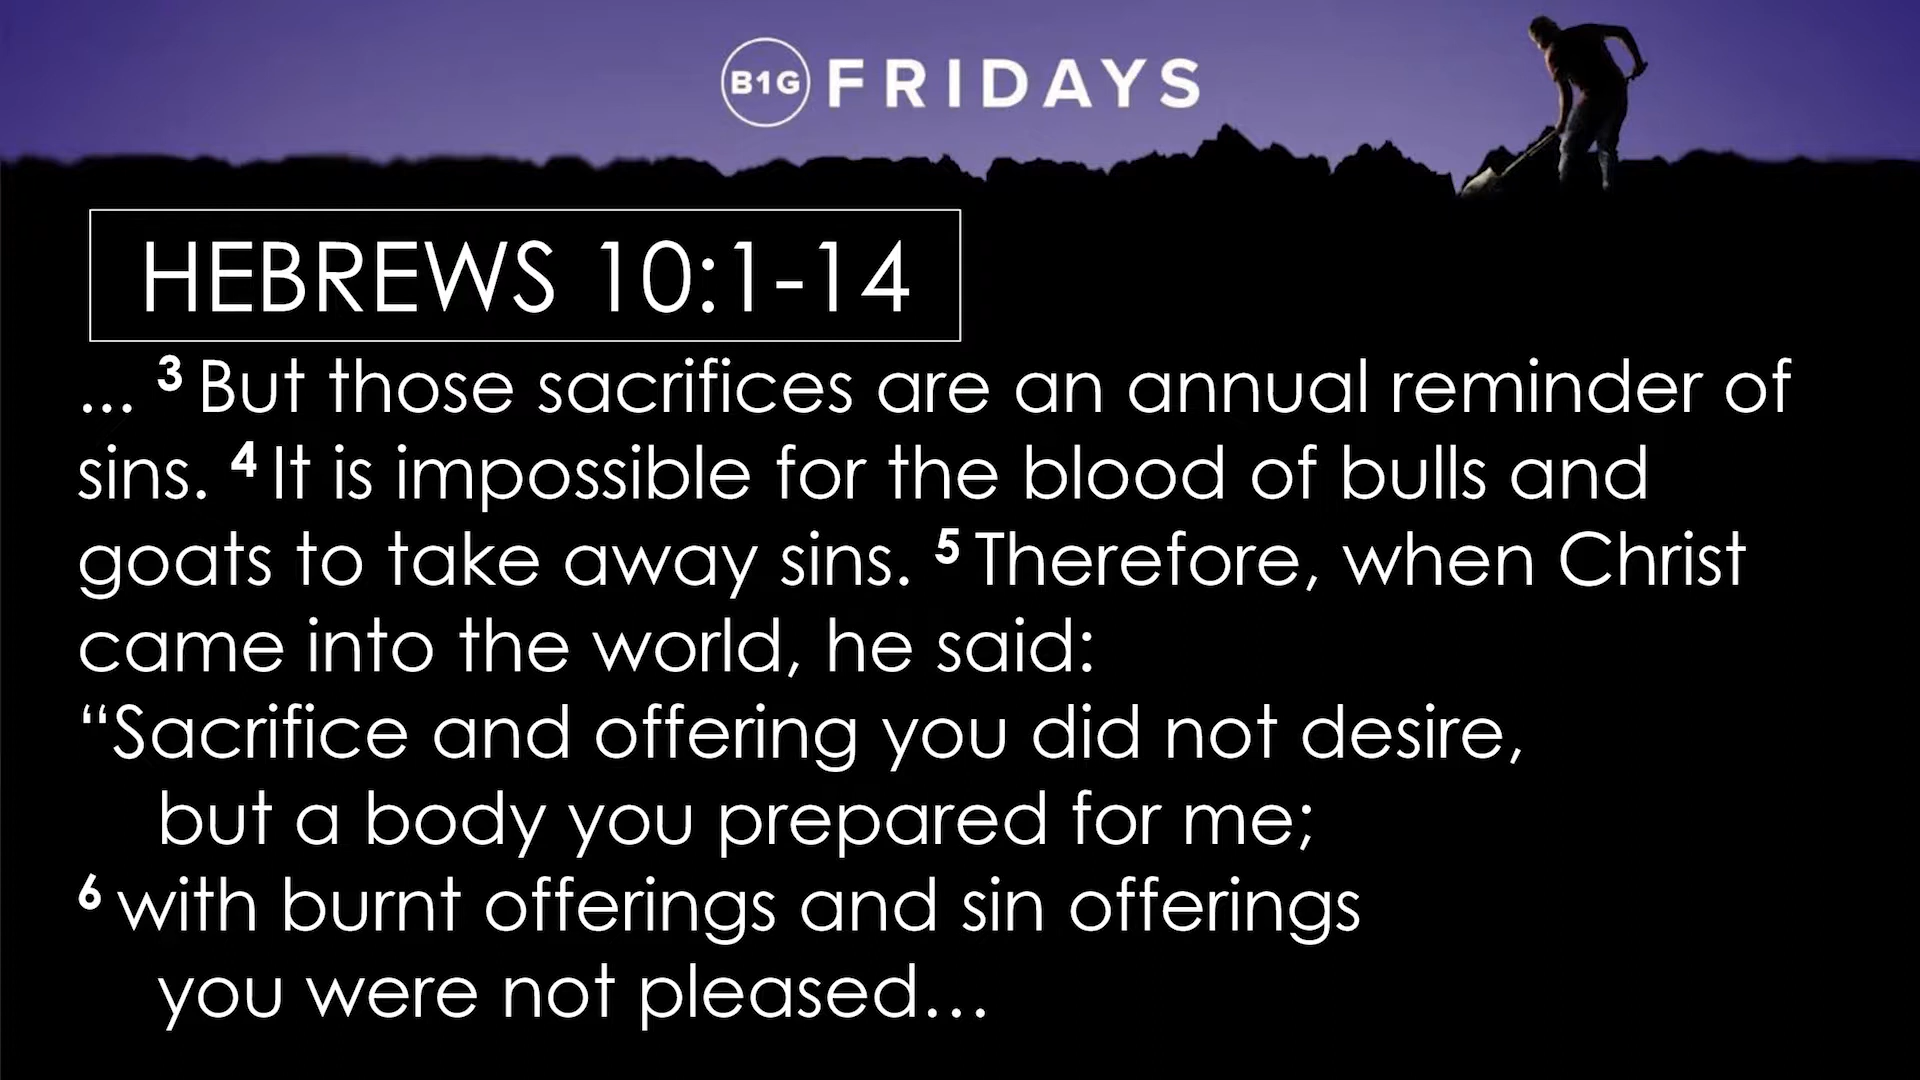 B1G FRIDAYS
HEBREWS 10:1-14
... 3 But those sacrifices are an annual reminder of
sins. 4 It is impossible for the blood of bulls and
goats to take away sins. 5 Therefore, when Christ
came into the world, he said:
“Sacrifice and offering you did not desire,
but a body you prepared for me;
6 with burnt offerings and sin offerings
you were not pleased…